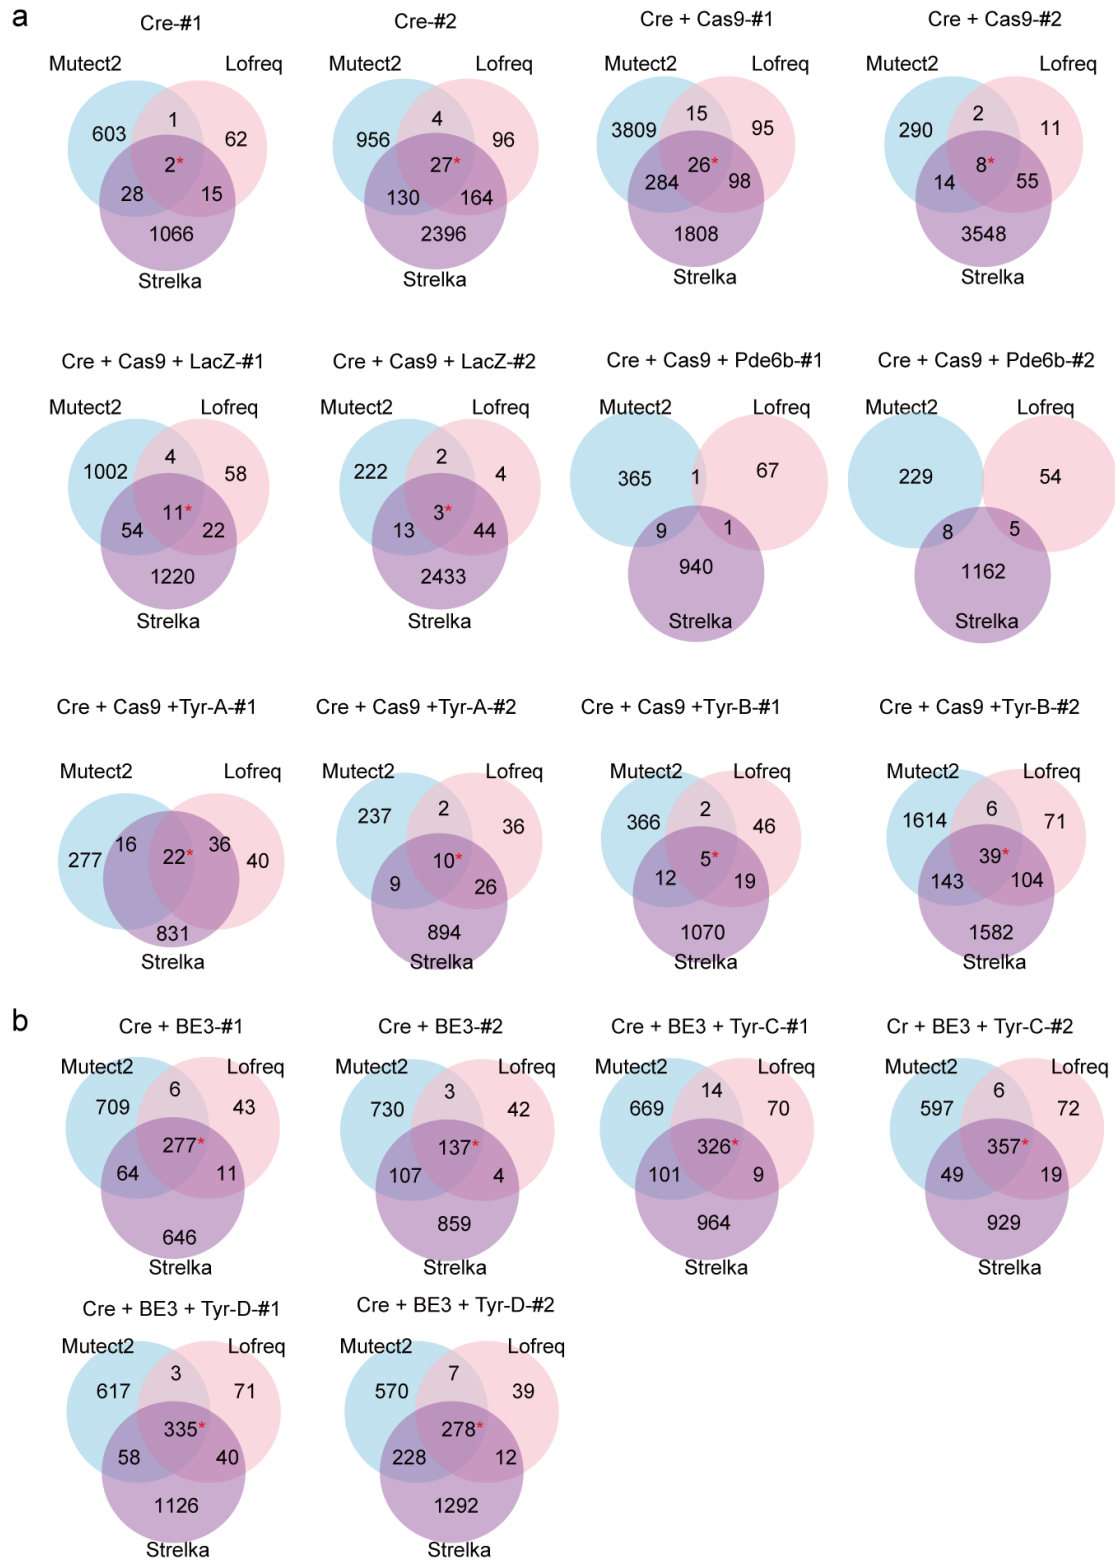 a
Cre-#1
Cre-#2
Cre + Cas9-#1
Cre + Cas9-#2
Mutect2 Lofreq
603 1 62
2*
28 15
1066
Strelka
Mutect2 Lofreq
956 4 96
27*
130 164
2396
Strelka
Mutect2 Lofreq
3809 15 95
26*
284 98
1808
Strelka
Mutect2 Lofreq
290 2 11
8*
14 55
3548
Strelka
Cre + Cas9 + LacZ-#1
Cre + Cas9 + LacZ-#2
Cre + Cas9 + Pde6b-#1
Cre + Cas9 + Pde6b-#2
Mutect2 Lofreq
1002 4 58
11*
54 22
1220
Strelka
Mutect2 Lofreq
222 2 4
3*
13 44
2433
Strelka
Mutect2 Lofreq
365 1 67
9 1
940
Strelka
Mutect2 Lofreq
229 54
8 5
1162
Strelka
Cre + Cas9 +Tyr-A-#1
Cre + Cas9 +Tyr-A-#2
Cre + Cas9 +Tyr-B-#1
Cre + Cas9 +Tyr-B-#2
Mutect2 Lofreq
277 16 22* 36 40
831
Strelka
Mutect2 Lofreq
237 2 36
10*
9 26
894
Strelka
Mutect2 Lofreq
366 2 46
5*
12 19
1070
Strelka
Mutect2 Lofreq
1614 6 71
39*
143 104
1582
Strelka
b
Cre + BE3-#1
Cre + BE3-#2
Cre + BE3 + Tyr-C-#1
Cr + BE3 + Tyr-C-#2
Mutect2 Lofreq
709 6 43
277*
64 11
646
Strelka
Mutect2 Lofreq
730 3 42
137*
107 4
859
Strelka
Mutect2 Lofreq
669 14 70
326*
101 9
964
Strelka
Mutect2 Lofreq
597 6 72
357*
49 19
929
Strelka
Cre + BE3 + Tyr-D-#1
Cre + BE3 + Tyr-D-#2
Mutect2 Lofreq
617 3 71
335*
58 40
1126
Strelka
Mutect2 Lofreq
570 7 39
278*
228 12
1292
Strelka